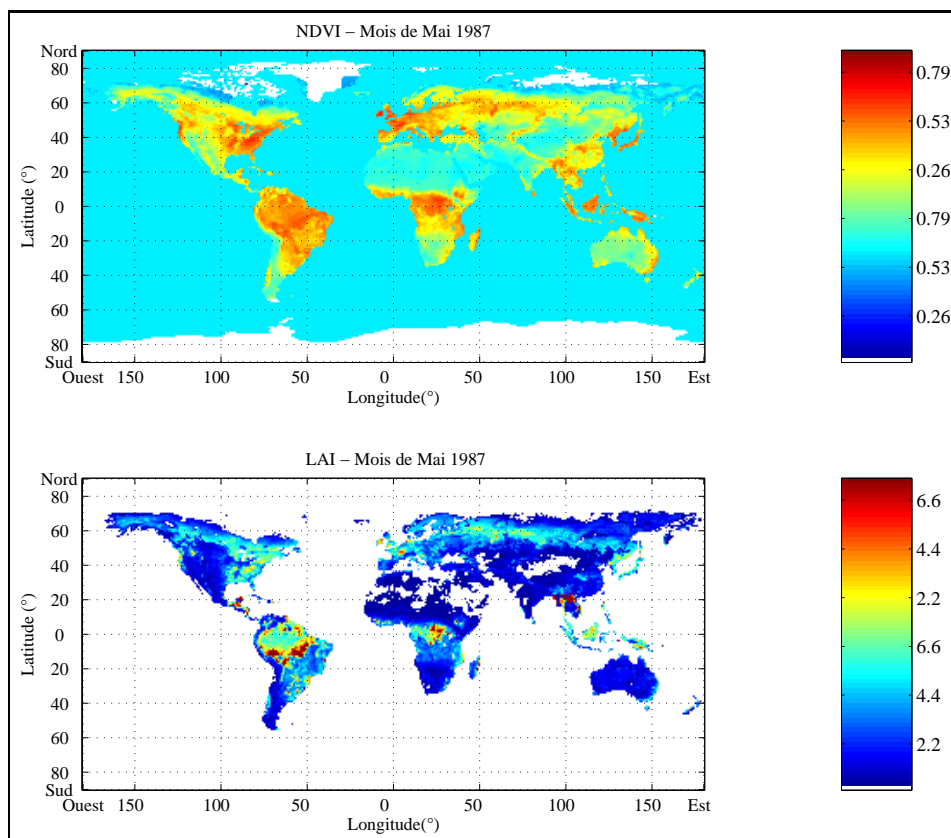 NDVI – Mois de Mai 1987
Nord
80
60
40
20
0
20
40
60
80
Sud
Latitude (°)
Ouest 150 100 50 0 50 100 150 Est
Longitude(°)
0.79
0.53
0.26
0.79
0.53
0.26
LAI – Mois de Mai 1987
Nord
80
60
40
20
0
20
40
60
80
Sud
Latitude (°)
Ouest 150 100 50 0 50 100 150 Est
Longitude(°)
6.6
4.4
2.2
6.6
4.4
2.2